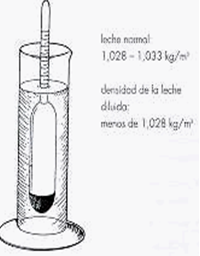 leche normal:
1,028 – 1,033 kg/m³
densidad de la leche
diluida:
menos de 1,028 kg/m³